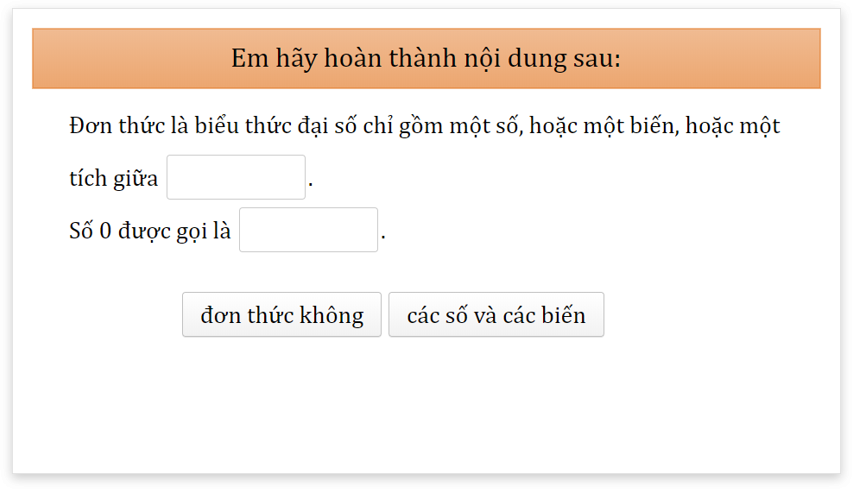 Em hãy hoàn thành nội dung sau:
Đơn thức là biểu thức đại số chỉ gồm một số, hoặc một biến, hoặc một
tích giữa .
Số 0 được gọi là .
đơn thức không các số và các biến